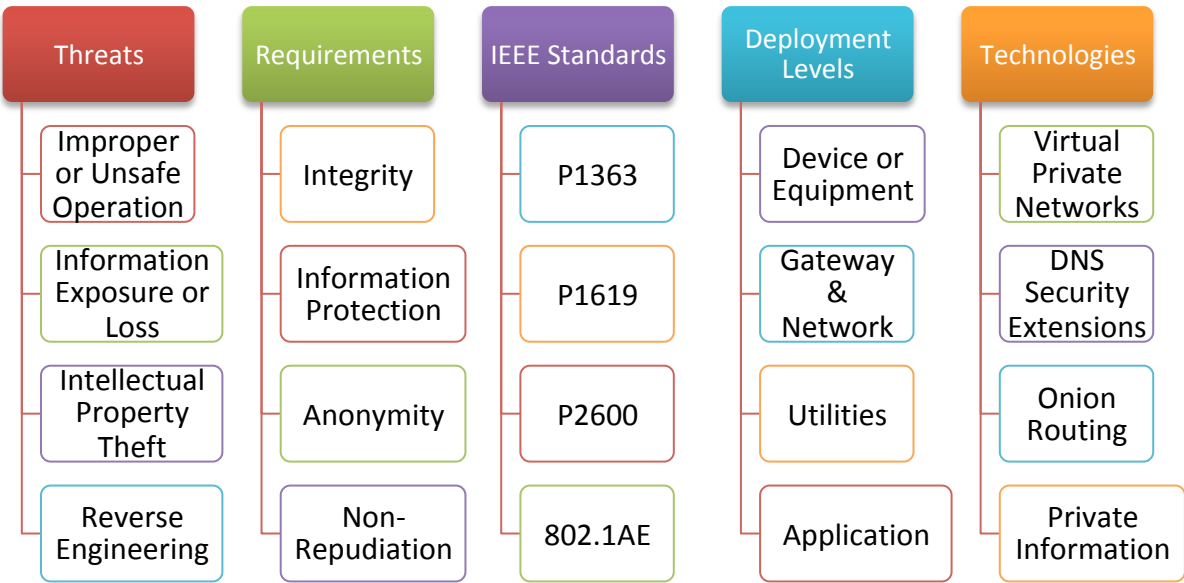 Threats
Improper
or Unsafe
Operation
Information
Exposure or
Loss
Intellectual
Property
Theft
Reverse
Engineering
Requirements
Integrity
Information
Protection
Anonymity
Non-
Repudiation
IEEE Standards
P1363
P1619
P2600
802.1AE
Deployment
Levels
Device or
Equipment
Gateway
&
Network
Utilities
Application
Technologies
Virtual
Private
Networks
DNS
Security
Extensions
Onion
Routing
Private
Information